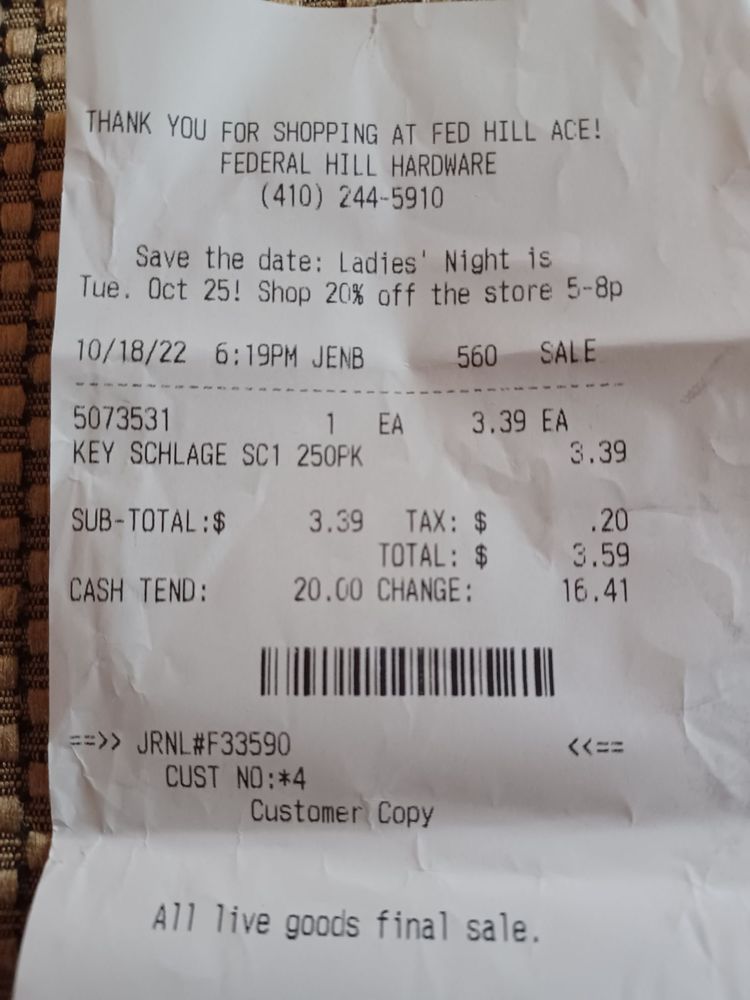 THANK YOU FOR SHOPPING AT FED HILL ACE!
FEDERAL HILL HARDWARE
(410) 244-5910
Save the date: Ladies' Night is
Tue. Oct 25! Shop 20% off the store 5-8p
10/18/22 6:19PM JENB 560 SALE
----------------------------------------
5073531 1 EA 3.39 EA
KEY SCHLAGE SC1 250PK 3.39
SUB-TOTAL:$ 3.39 TAX: $ .20
TOTAL: $ 3.59
CASH TEND: 20.00 CHANGE: 16.41
==>> JRNL#F33590 <<==
CUST NO:*4
Customer Copy
All live goods final sale.